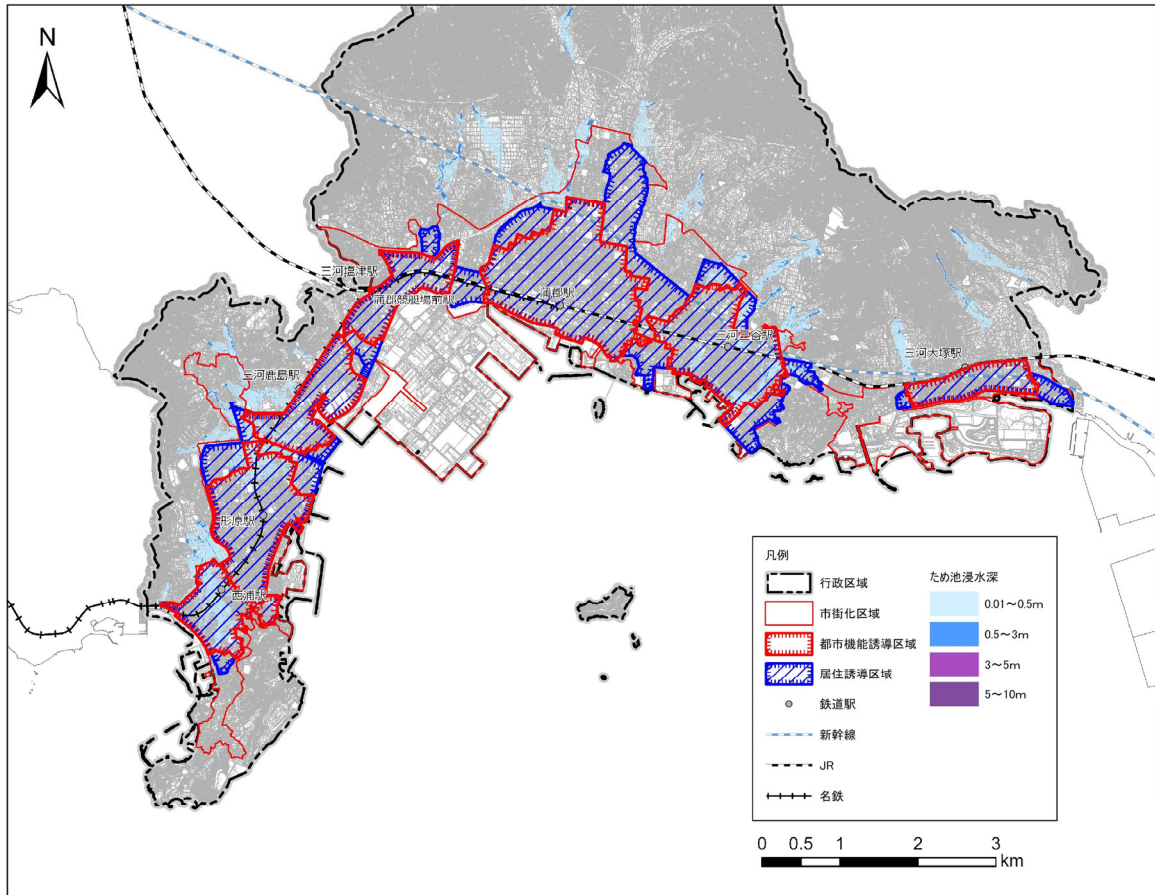 N
三河塩津駅
蒲郡競艇場前駅
蒲郡駅
三河三谷駅
三河大塚駅
三河鹿島駅
形原駅
西浦駅
凡例
行政区域
市街化区域
都市機能誘導区域
居住誘導区域
鉄道駅
新幹線
JR
名鉄
ため池浸水深
0.01～0.5m
0.5～3m
3～5m
5～10m
0 0.5 1 2 3
km